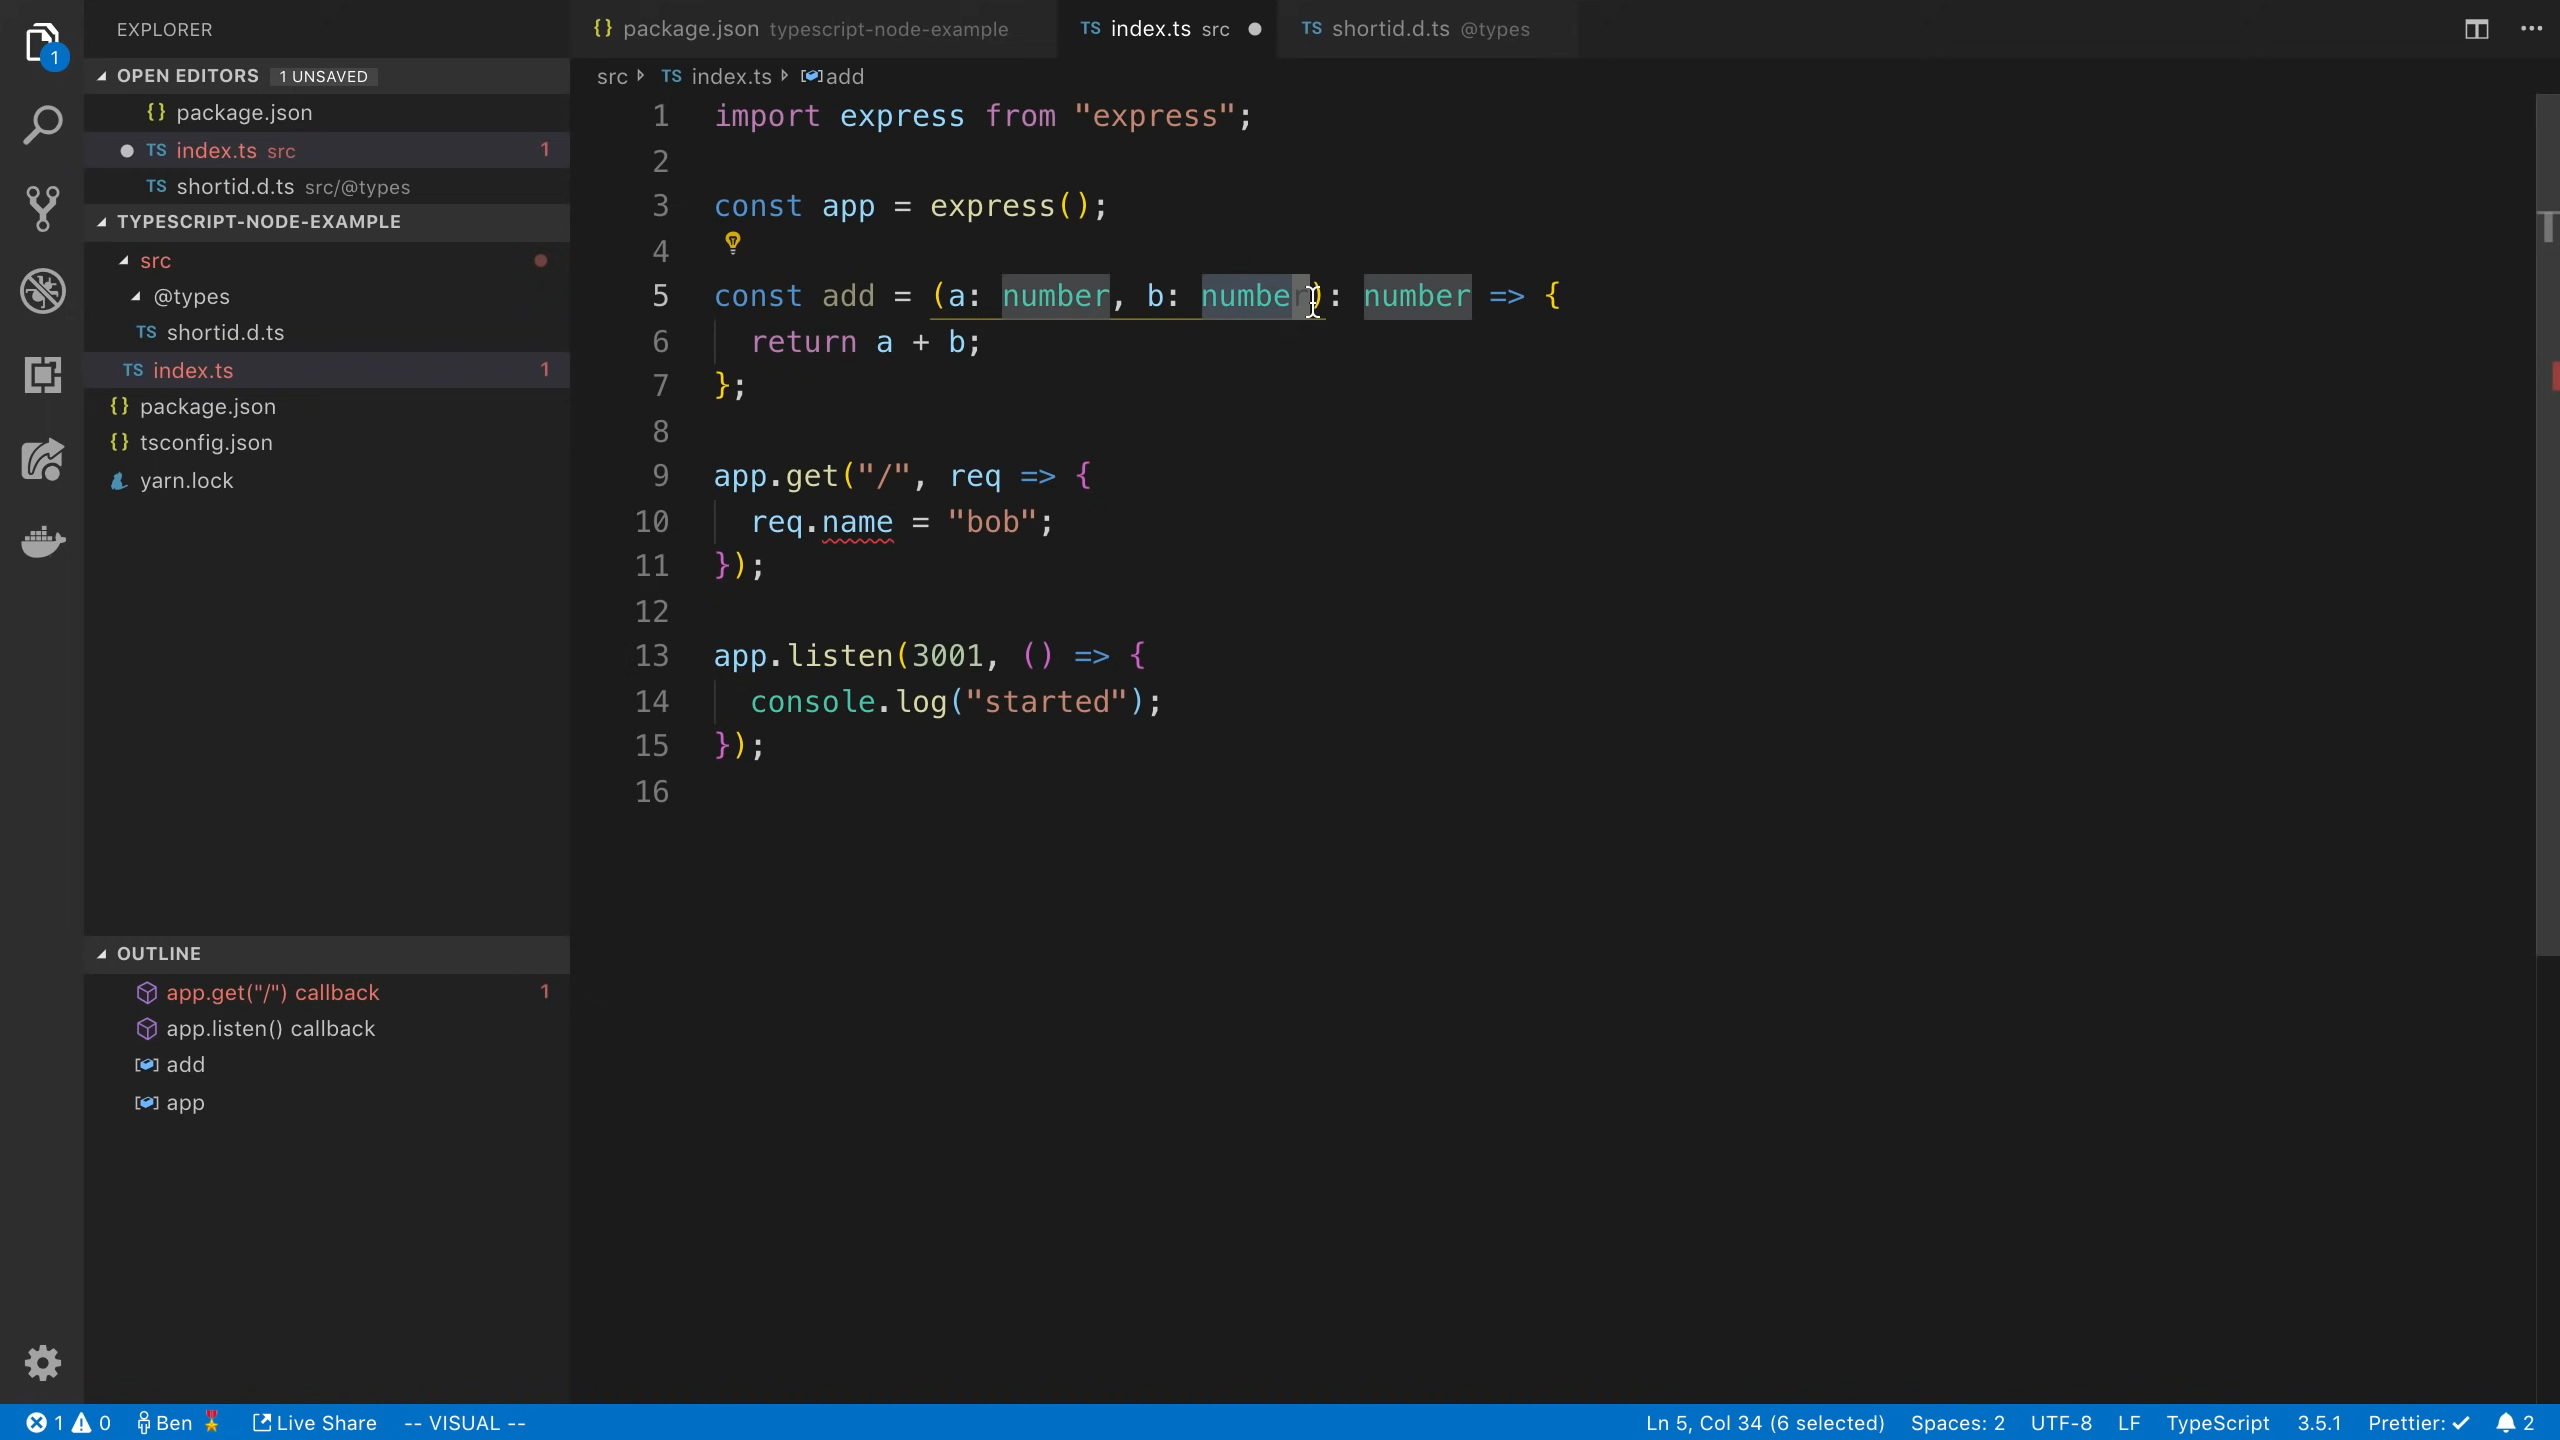 EXPLORER
OPEN EDITORS 1 UNSAVED
{} package.json
TS index.ts src 1
TS shortid.d.ts src/@types
TYPESCRIPT-NODE-EXAMPLE
src
@types
TS shortid.d.ts
TS index.ts 1
{} package.json
{} tsconfig.json
yarn.lock
OUTLINE
app.get("/") callback 1
app.listen() callback
add
app
1
{} package.json typescript-node-example
TS index.ts src
TS shortid.d.ts @types
src TS index.ts add
1 import express from "express";
2
3 const app = express();
4
5 const add = (a: number, b: number): number => {
6 return a + b;
7 };
8
9 app.get("/", req => {
10 req.name = "bob";
11 });
12
13 app.listen(3001, () => {
14 console.log("started");
15 });
16
1 0 Ben Live Share -- VISUAL -- Ln 5, Col 34 (6 selected) Spaces: 2 UTF-8 LF TypeScript 3.5.1 Prettier: ✓ 2